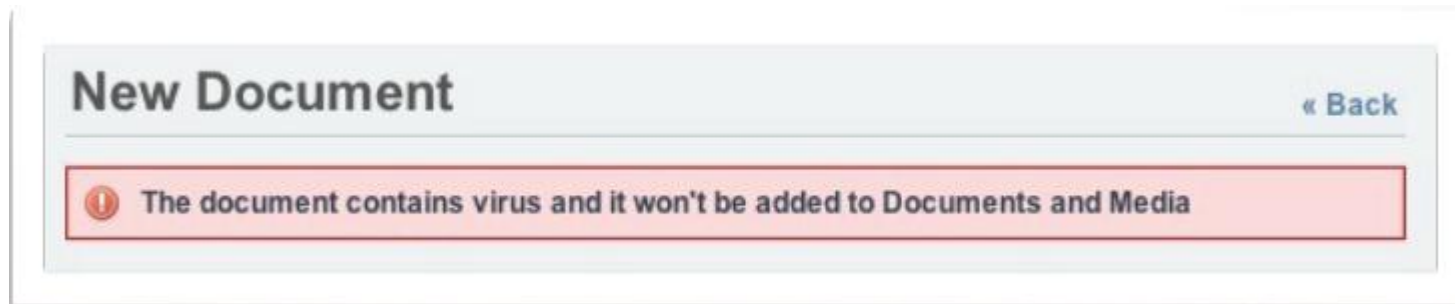 New Document
« Back
The document contains virus and it won't be added to Documents and Media